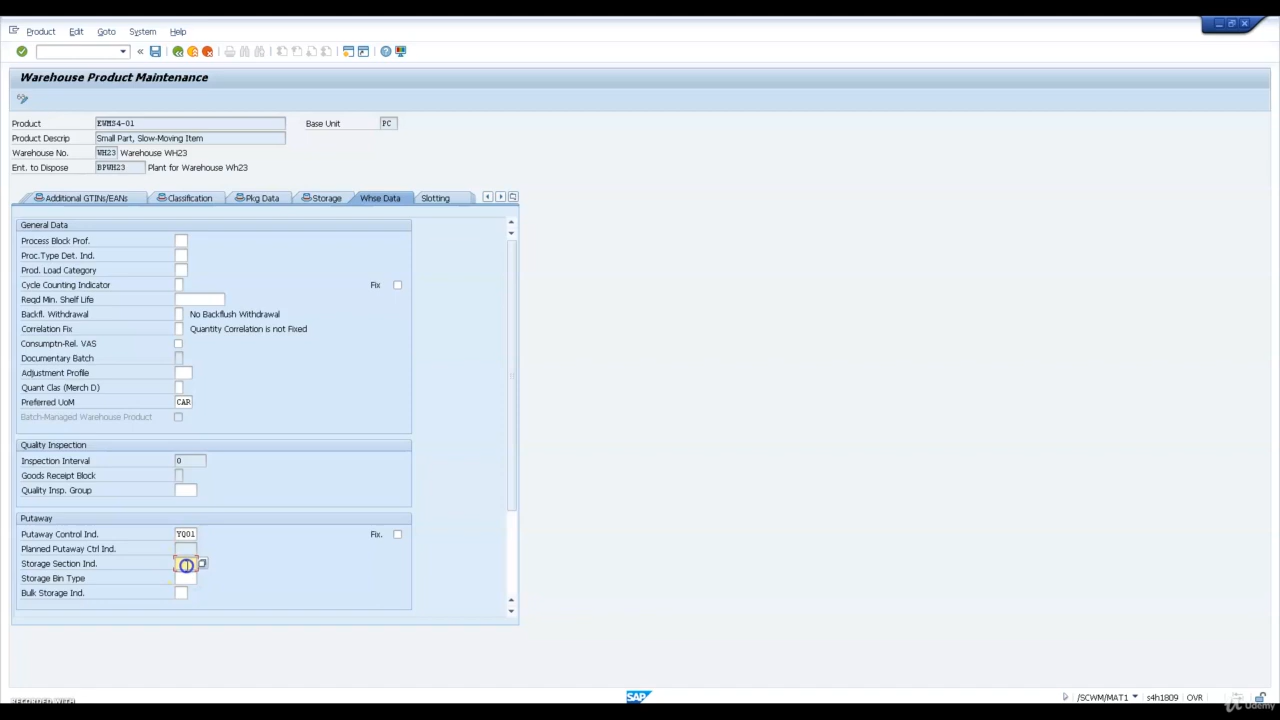 Product Edit Goto System Help
Warehouse Product Maintenance
Product EWMS4-01 Base Unit PC
Product Descrip Small Part, Slow-Moving Item
Warehouse No. WH23 Warehouse WH23
Ent. to Dispose BPWH23 Plant for Warehouse Wh23
Additional GTINs/EANs Classification Pkg Data Storage Whse Data Slotting
General Data
Process Block Prof.
Proc.Type Det. Ind.
Prod. Load Category
Cycle Counting Indicator Fix
Reqd Min. Shelf Life
Backfl. Withdrawal No Backflush Withdrawal
Correlation Fix Quantity Correlation is not Fixed
Consumptn-Rel. VAS
Documentary Batch
Adjustment Profile
Quant Clas (Merch D)
Preferred UoM CAR
Batch-Managed Warehouse Product
Quality Inspection
Inspection Interval 0
Goods Receipt Block
Quality Insp. Group
Putaway
Putaway Control Ind. YQ01 Fix.
Planned Putaway Ctrl Ind.
Storage Section Ind.
Storage Bin Type
Bulk Storage Ind.
RECORDED WITH SAP /SCWM/MAT1 s4h1809 OVR
Udemy